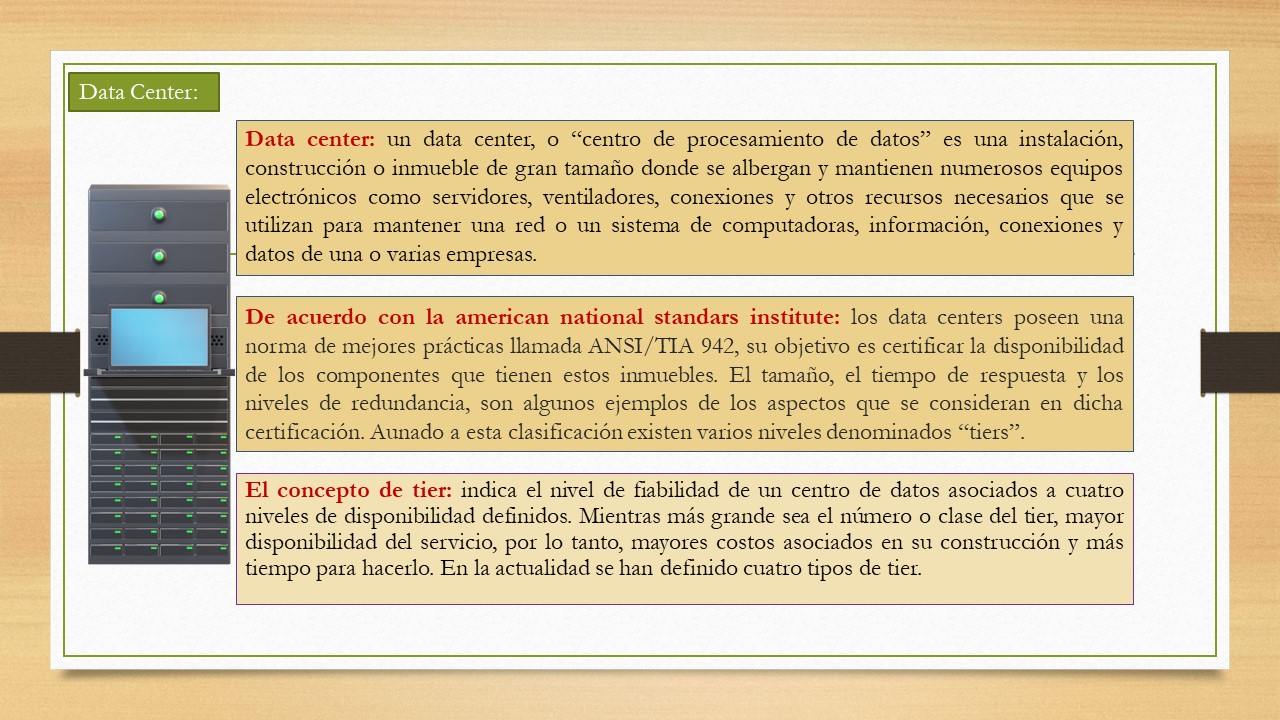 Data Center:
Data center: un data center, o “centro de procesamiento de datos” es una instalación,
construcción o inmueble de gran tamaño donde se albergan y mantienen numerosos equipos
electrónicos como servidores, ventiladores, conexiones y otros recursos necesarios que se
utilizan para mantener una red o un sistema de computadoras, información, conexiones y
datos de una o varias empresas.
De acuerdo con la american national standars institute: los data centers poseen una
norma de mejores prácticas llamada ANSI/TIA 942, su objetivo es certificar la disponibilidad
de los componentes que tienen estos inmuebles. El tamaño, el tiempo de respuesta y los
niveles de redundancia, son algunos ejemplos de los aspectos que se consideran en dicha
certificación. Aunado a esta clasificación existen varios niveles denominados “tiers”.
El concepto de tier: indica el nivel de fiabilidad de un centro de datos asociados a cuatro
niveles de disponibilidad definidos. Mientras más grande sea el numero o clase del tier, mayor
disponibilidad del servicio, por lo tanto, mayores costos asociados en su construcción y más
tiempo para hacerlo. En la actualidad se han definido cuatro tipos de tier.